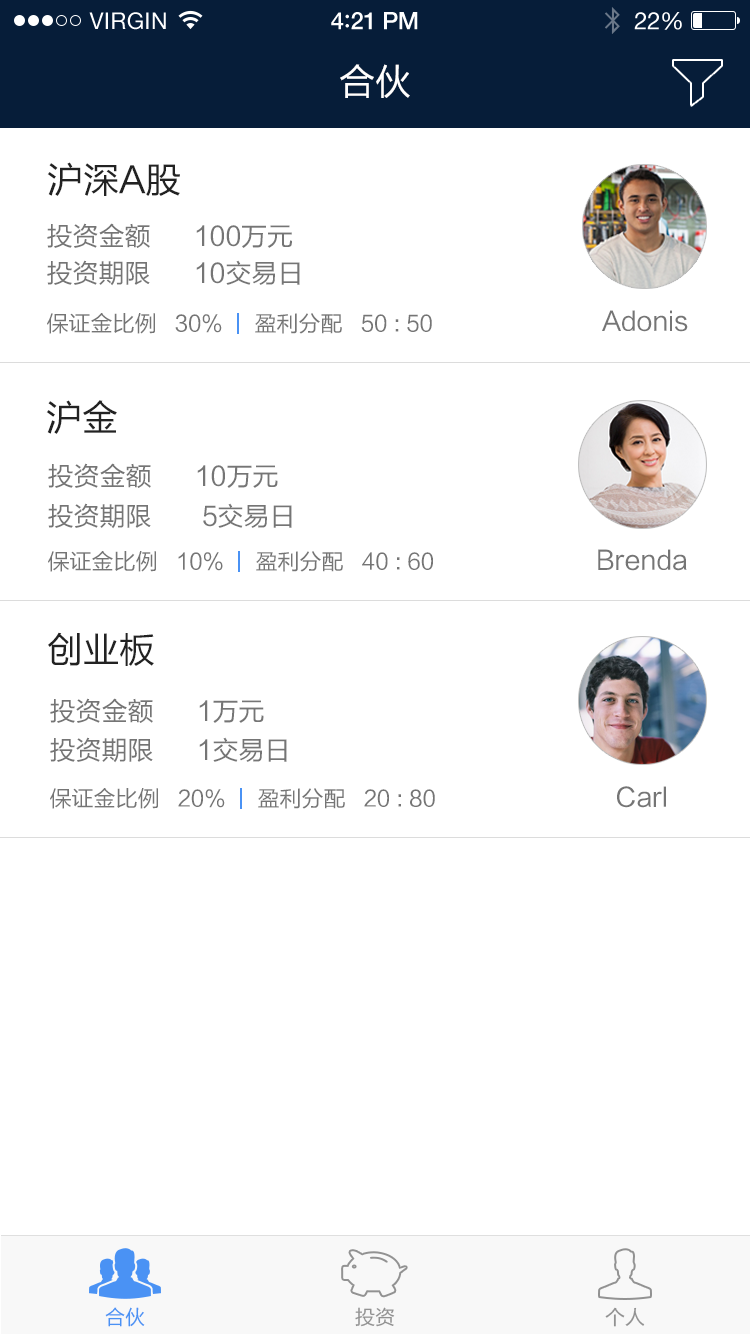 VIRGIN 4:21 PM 22%
合伙
沪深A股
投资金额 100万元
投资期限 10交易日
保证金比例 30% | 盈利分配 50 : 50
Adonis
沪金
投资金额 10万元
投资期限 5交易日
保证金比例 10% | 盈利分配 40 : 60
Brenda
创业板
投资金额 1万元
投资期限 1交易日
保证金比例 20% | 盈利分配 20 : 80
Carl
合伙 投资 个人